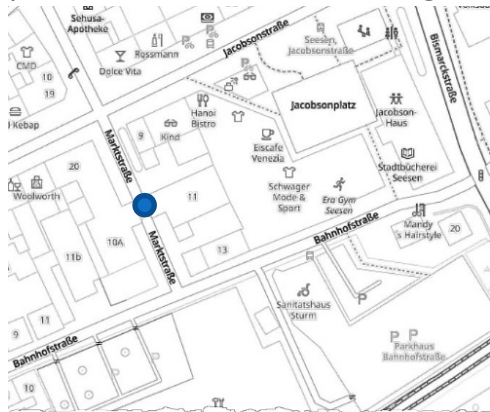 Sehusa-
Apotheke
Rossmann
Dolce Vita
CMD
10
19
Kebap
Jacobsonstraße
Seesen,
Jacobsonstraße
Bismarckstraße
Jacobsonplatz
Jacobson-
Haus
Hanoi
Bistro
9
Kind
Marktstraße
Eiscafe
Venezia
Stadtbücherei
Seesen
20
Woolworth
11
Schwager
Mode &
Sport
Era Gym
Seesen
Mandy
's Hairstyle
20
Marktstraße
10A
11b
13
Bahnhofstraße
Sanitätshaus
Sturm
P
11
9
Bahnhofstraße
P P
Parkhaus
Bahnhofstraße
10